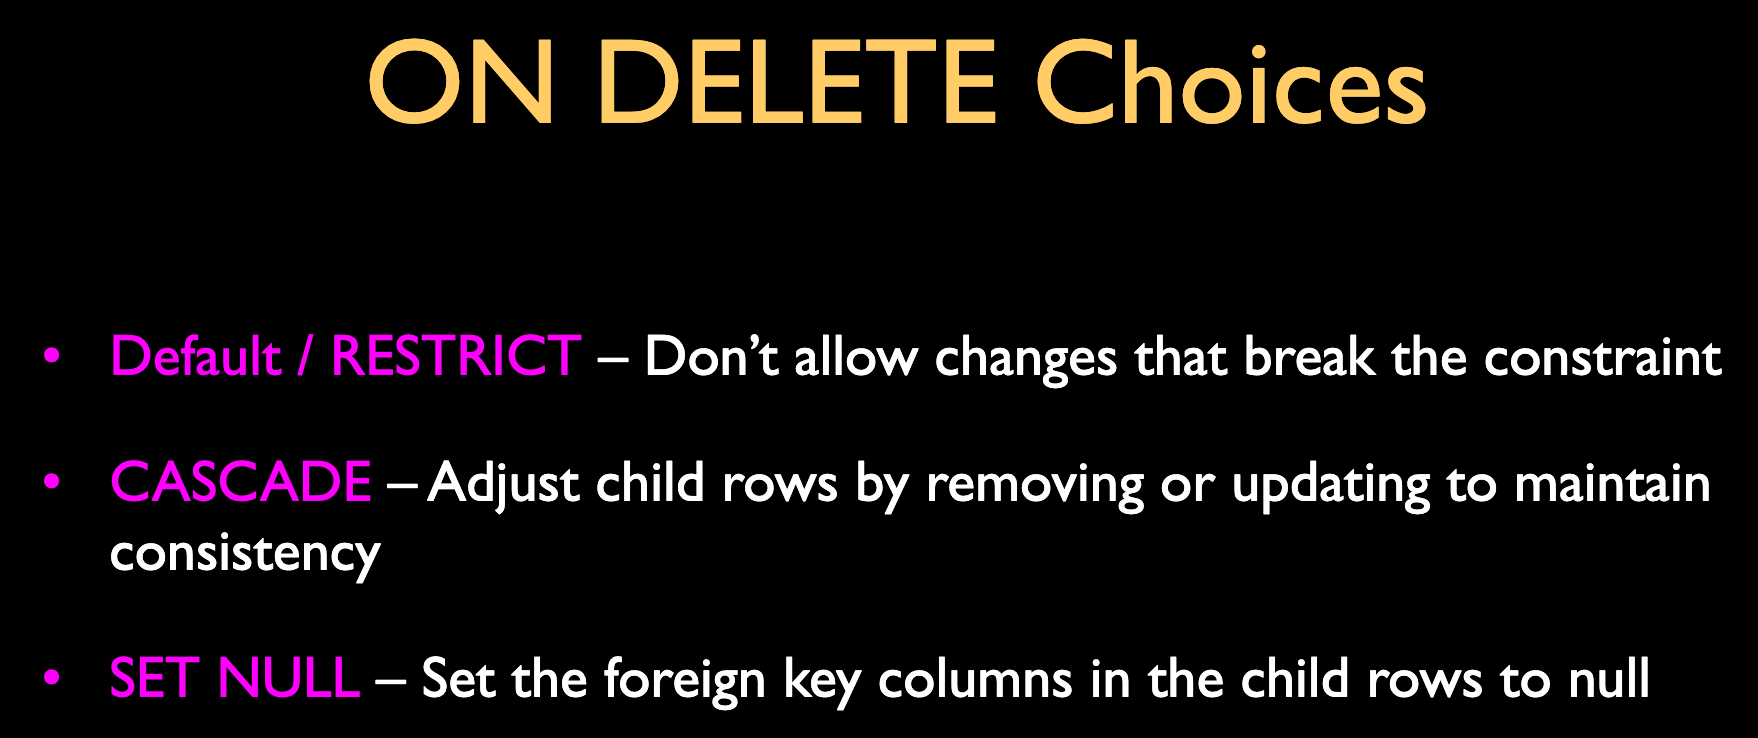 ON DELETE Choices
• Default / RESTRICT – Don’t allow changes that break the constraint
• CASCADE – Adjust child rows by removing or updating to maintain
consistency
• SET NULL – Set the foreign key columns in the child rows to null